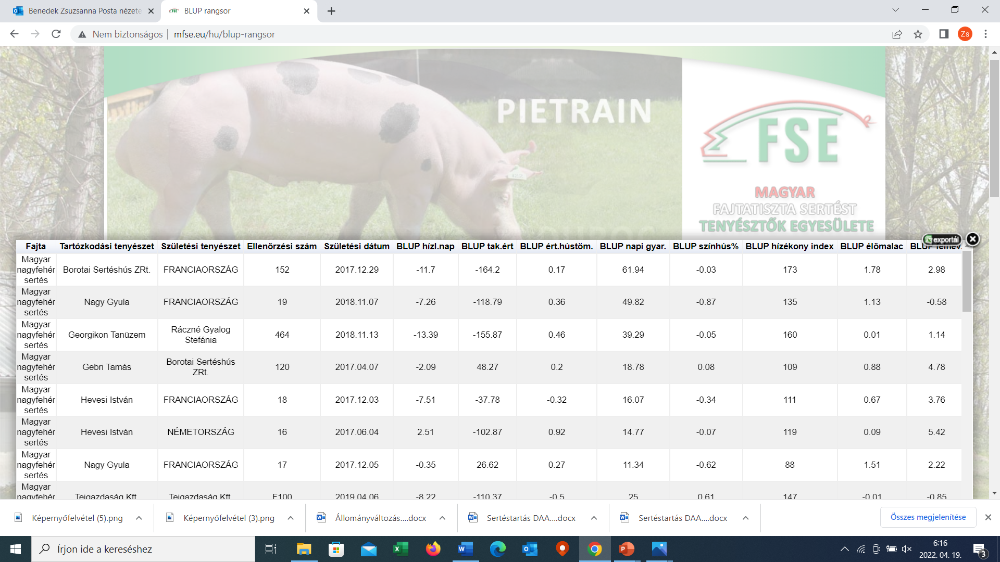 Benedek Zsuzsanna Posta nézete
BLUP rangsor
Nem biztonságos | mfse.eu/hu/blup-rangsor
Zs
PIETRAIN
122
FSE
MAGYAR
FAJTATISZTA SERTÉST
TENYÉSZTŐK EGYESÜLETE
exportál
Fajta Tartózkodási tenyészet Születési tenyészet Ellenőrzési szám Születési dátum BLUP hízl.nap BLUP tak.ért BLUP ért.hústöm. BLUP napi gyar. BLUP színhús% BLUP hízékony index BLUP élőmalac BLUP
Magyar nagyfehér sertés Borotai Sertéshús ZRt. FRANCIAORSZÁG 152 2017.12.29 -11.7 -164.2 0.17 61.94 -0.03 173 1.78 2.98
Magyar nagyfehér sertés Nagy Gyula FRANCIAORSZÁG 19 2018.11.07 -7.26 -118.79 0.36 49.82 -0.87 135 1.13 -0.58
Magyar nagyfehér sertés Georgikon Tanüzem Ráczné Gyalog Stefánia 464 2018.11.13 -13.39 -155.87 0.46 39.29 -0.05 160 0.01 1.14
Magyar nagyfehér sertés Gebri Tamás Borotai Sertéshús ZRt. 120 2017.04.07 -2.09 48.27 0.2 18.78 0.08 109 0.88 4.78
Magyar nagyfehér sertés Hevesi István FRANCIAORSZÁG 18 2017.12.03 -7.51 -37.78 -0.32 16.07 -0.34 111 0.67 3.76
Magyar nagyfehér sertés Hevesi István NÉMETORSZÁG 16 2017.06.04 2.51 -102.87 0.92 14.77 -0.07 119 0.09 5.42
Magyar nagyfehér sertés Nagy Gyula FRANCIAORSZÁG 17 2017.12.05 -0.35 26.62 0.27 11.34 -0.62 88 1.51 2.22
Magyar nagyfehér Tejgazdaság Kft Tejgazdaság Kft 2019.04.06 -8.22 -110.37 -0.5 25 0.61 147 -0.01 -0.85
Képernyőfelvétel (5).png
Képernyőfelvétel (3).png
Állományváltozás....docx
Sertéstartás DAA....docx
Sertéstartás DAA....docx
Összes megjelenítése
Írjon ide a kereséshez
6:16
2022. 04. 19.
3